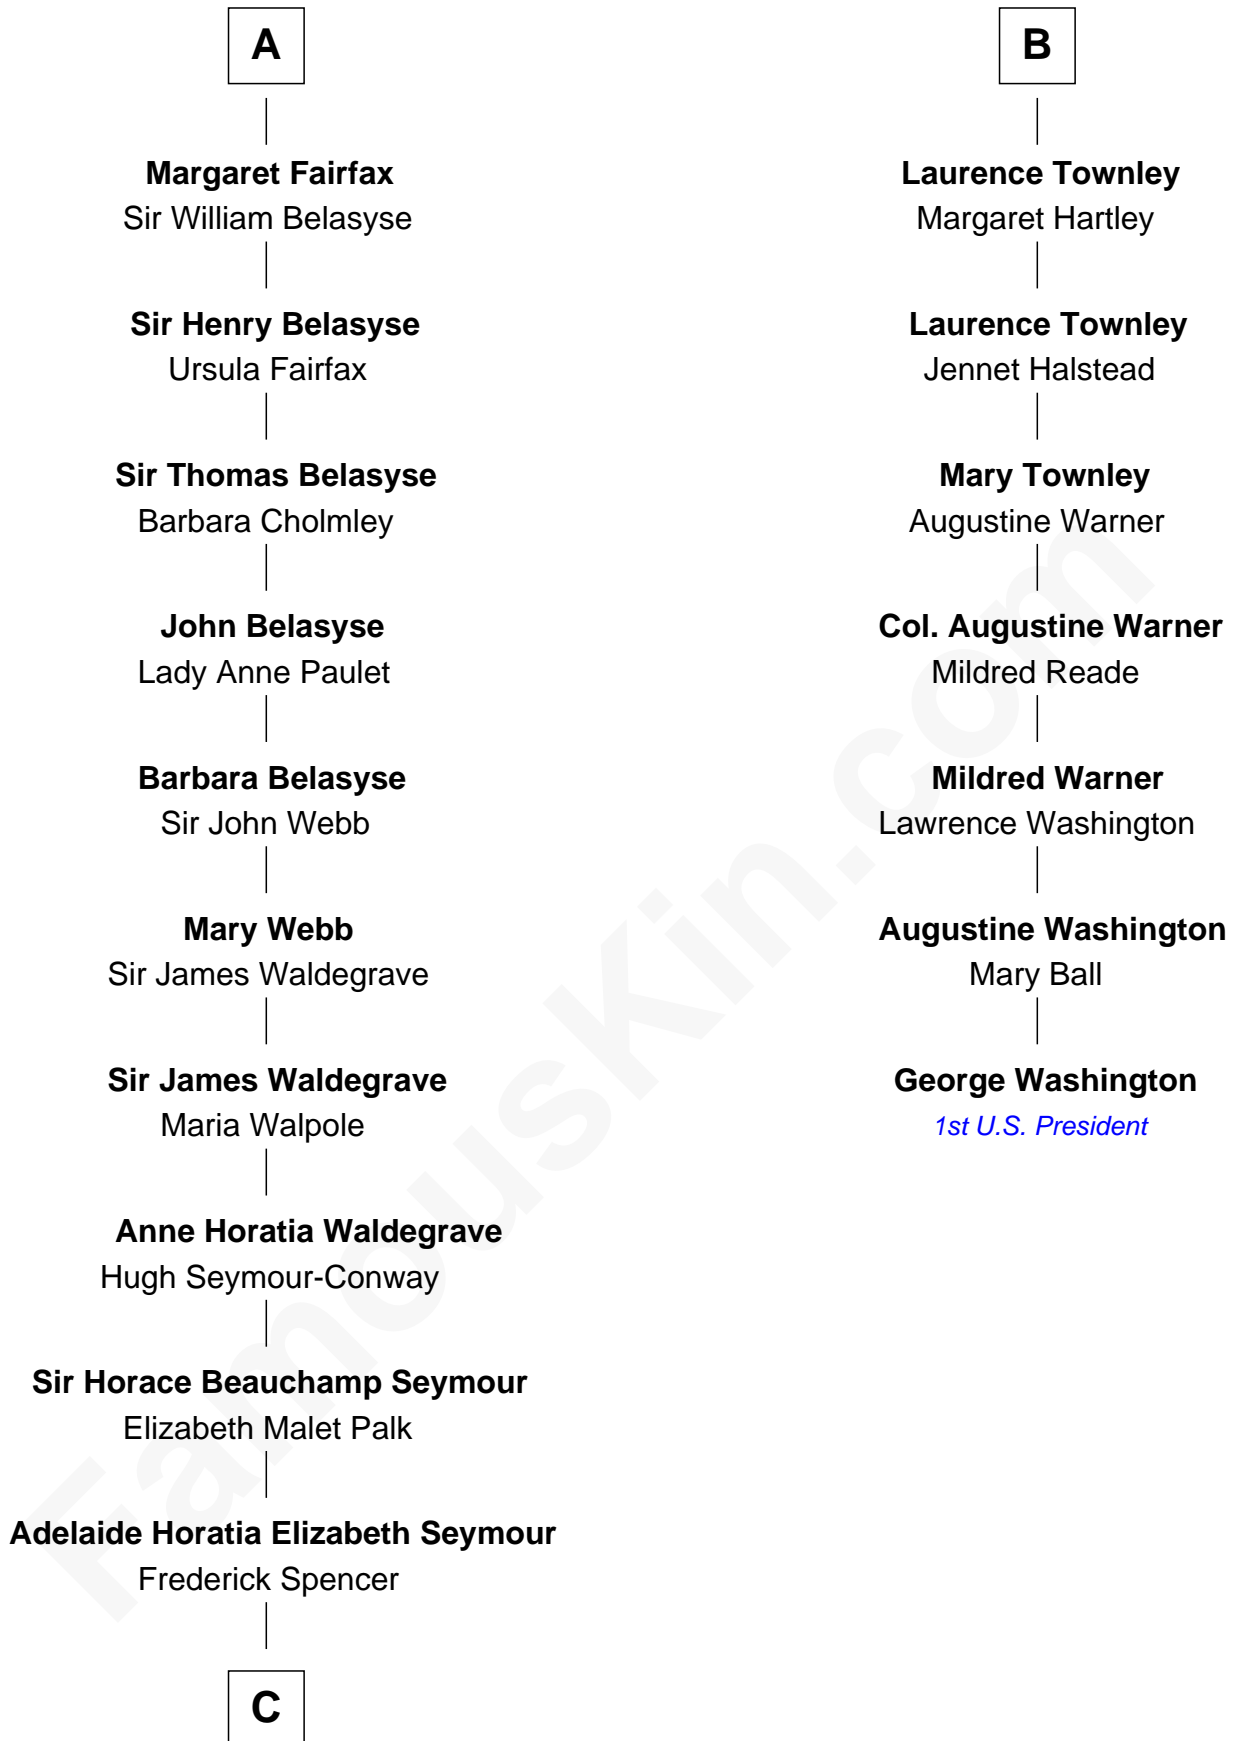 A
Margaret Fairfax
Sir William Belasyse
Sir Henry Belasyse
Ursula Fairfax
Sir Thomas Belasyse
Barbara Cholmley
John Belasyse
Lady Anne Paulet
Barbara Belasyse
Sir John Webb
Mary Webb
Sir James Waldegrave
Sir James Waldegrave
Maria Walpole
Anne Horatia Waldegrave
Hugh Seymour-Conway
Sir Horace Beauchamp Seymour
Elizabeth Malet Palk
Adelaide Horatia Elizabeth Seymour
Frederick Spencer
C
B
Laurence Townley
Margaret Hartley
Laurence Townley
Jennet Halstead
Mary Townley
Augustine Warner
Col. Augustine Warner
Mildred Reade
Mildred Warner
Lawrence Washington
Augustine Washington
Mary Ball
George Washington
1st U.S. President
FamousKin.com